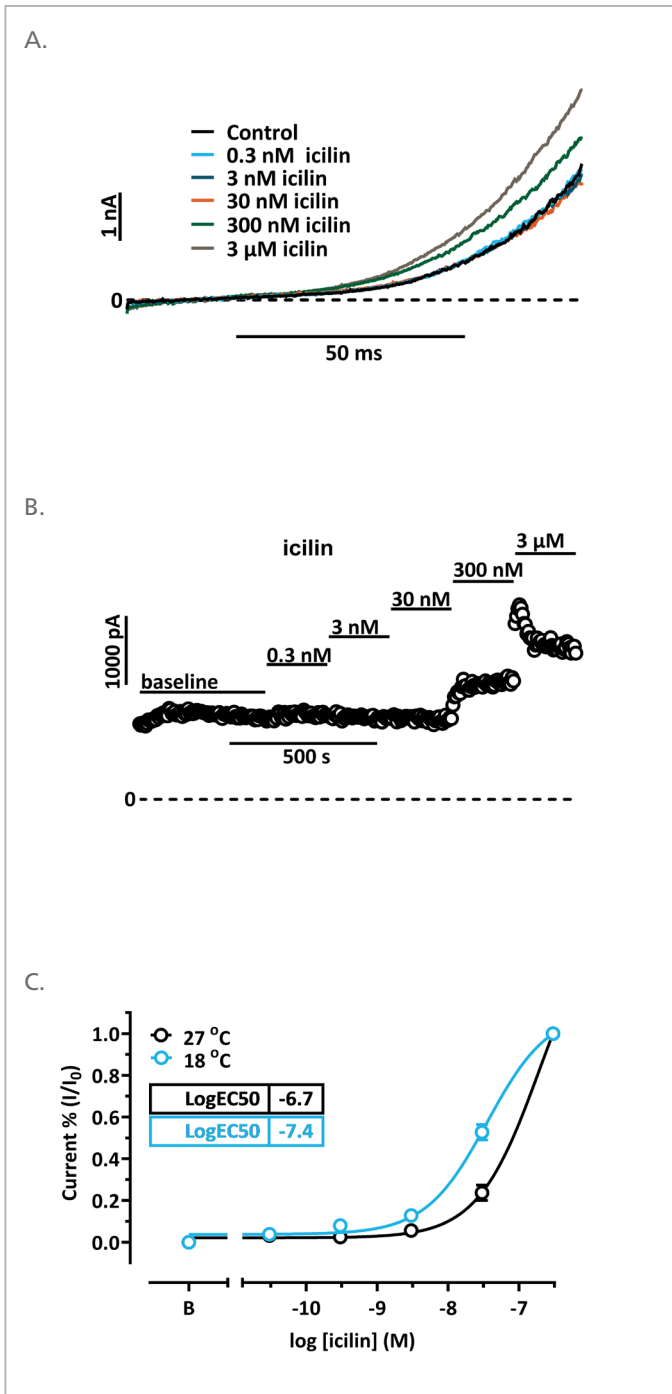 A.
Control
0.3 nM icilin
3 nM icilin
30 nM icilin
300 nM icilin
3 µM icilin
1 nA
0
50 ms
B.
icilin
3 µM
300 nM
30 nM
3 nM
0.3 nM
baseline
1000 pA
500 s
0
C.
27 °C
18 °C
LogEC50 -6.7
LogEC50 -7.4
Current % (I/I₀)
1.0
0.8
0.6
0.4
0.2
0.0
B -10 -9 -8 -7
log [icilin] (M)